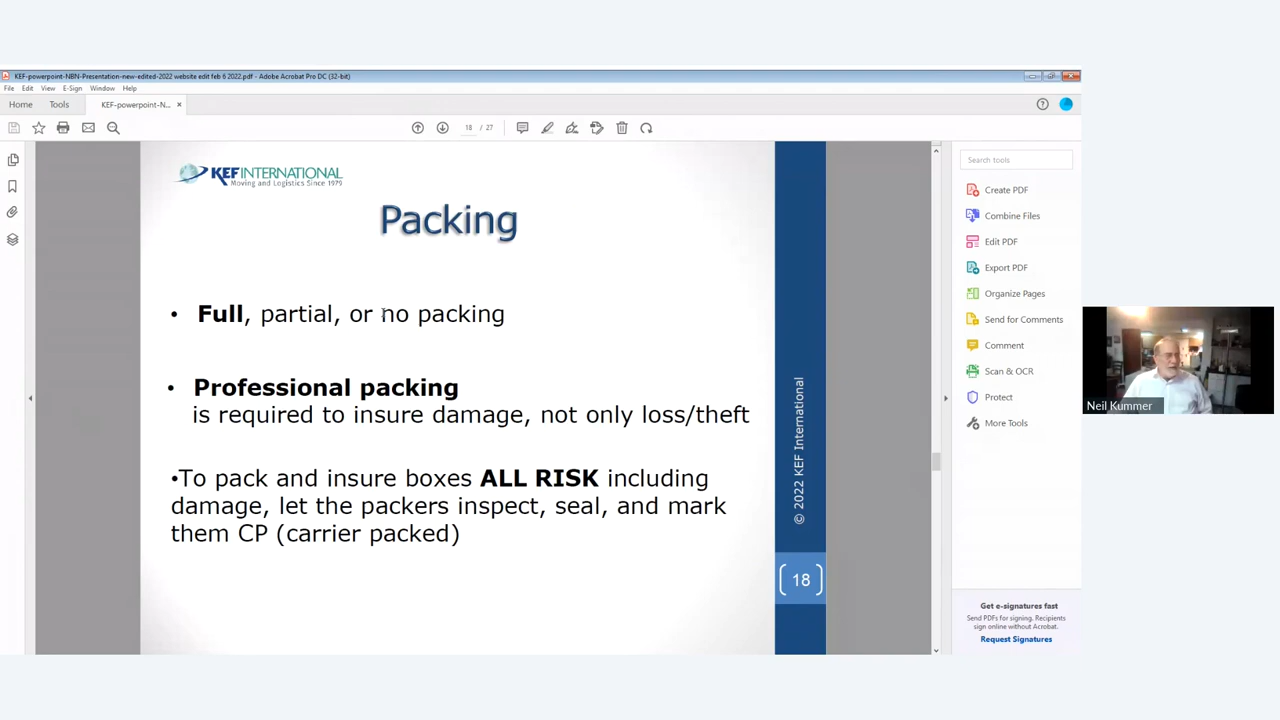 KEF-powerpoint-NBN-Presentation-new-edited-2022 website edit feb 6 2022.pdf - Adobe Acrobat Pro DC (32-bit)
File Edit View E-Sign Window Help
Home Tools KEF-powerpoint-N... ×
18 / 27
Search tools
KEF INTERNATIONAL
Moving and Logistics Since 1979
Packing
• Full, partial, or no packing
• Professional packing
is required to insure damage, not only loss/theft
•To pack and insure boxes ALL RISK including
damage, let the packers inspect, seal, and mark
them CP (carrier packed)
© 2022 KEF International
18
Create PDF
Combine Files
Edit PDF
Export PDF
Organize Pages
Send for Comments
Comment
Scan & OCR
Protect
More Tools
Get e-signatures fast
Send PDFs for signing. Recipients
sign online without Acrobat.
Request Signatures
Neil Kummer